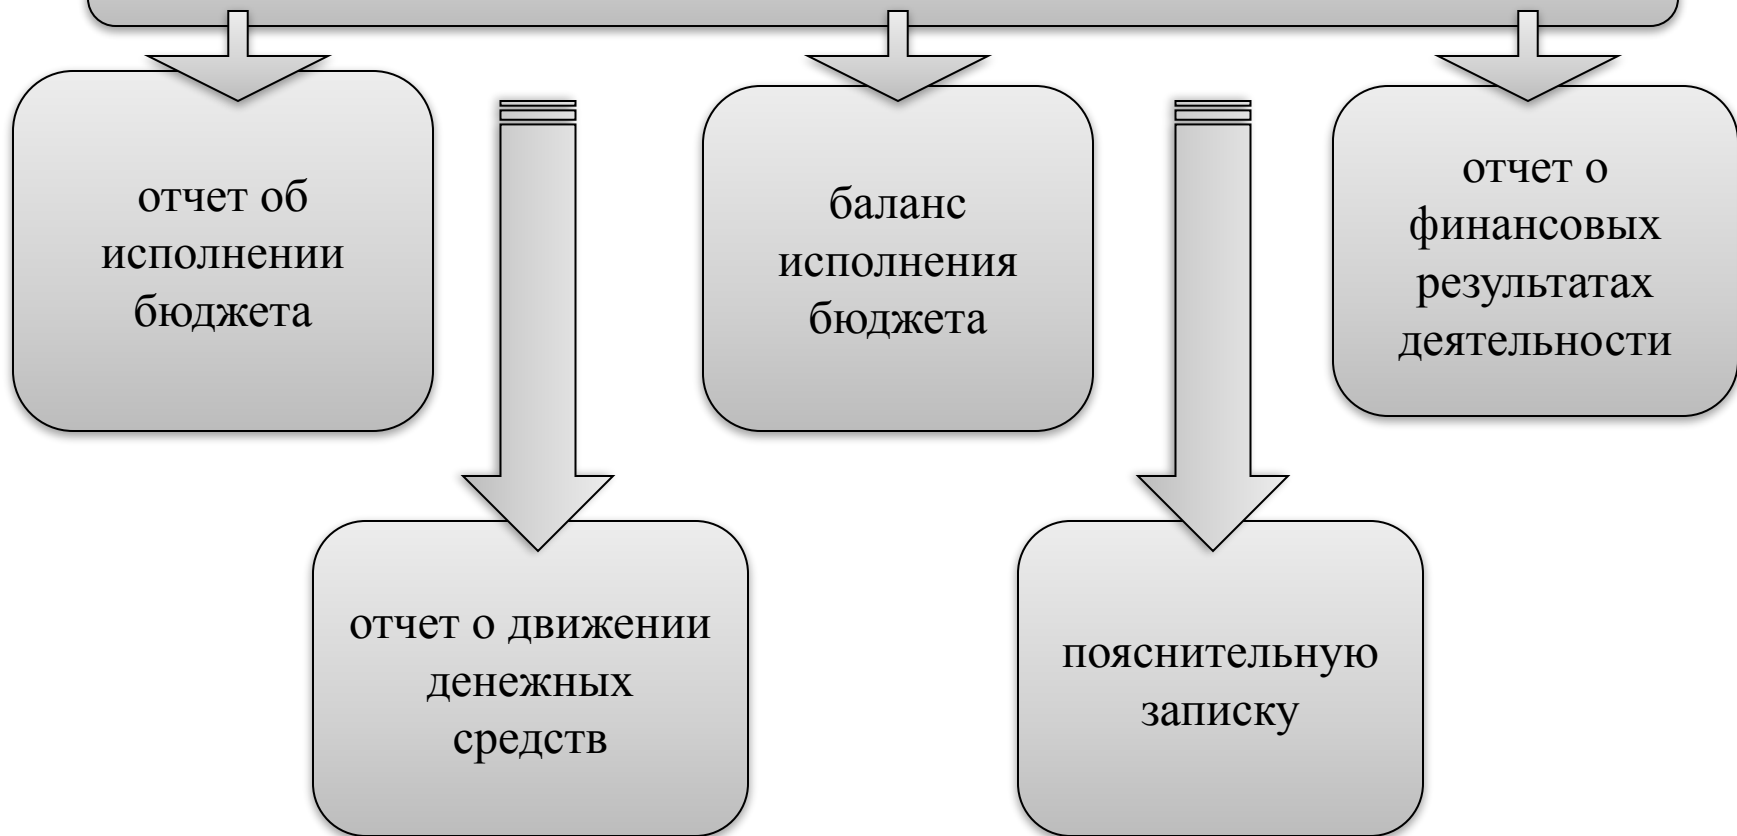 отчет об
исполнении
бюджета
баланс
исполнения
бюджета
отчет о
финансовых
результатах
деятельности
отчет о движении
денежных
средств
пояснительную
записку